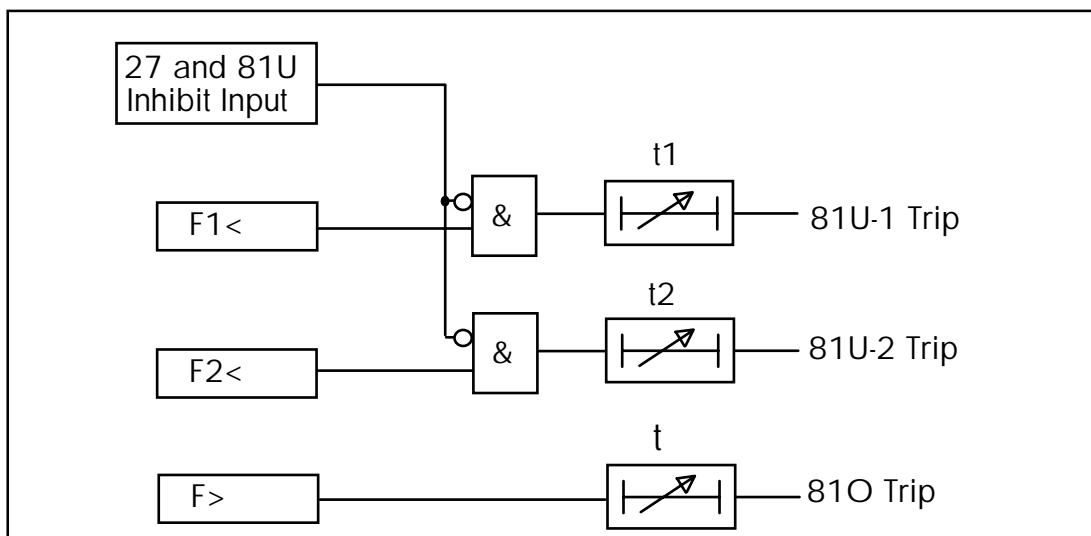 27 and 81U
Inhibit Input
t1
F1<
&
81U-1 Trip
t2
F2<
&
81U-2 Trip
t
F>
81O Trip